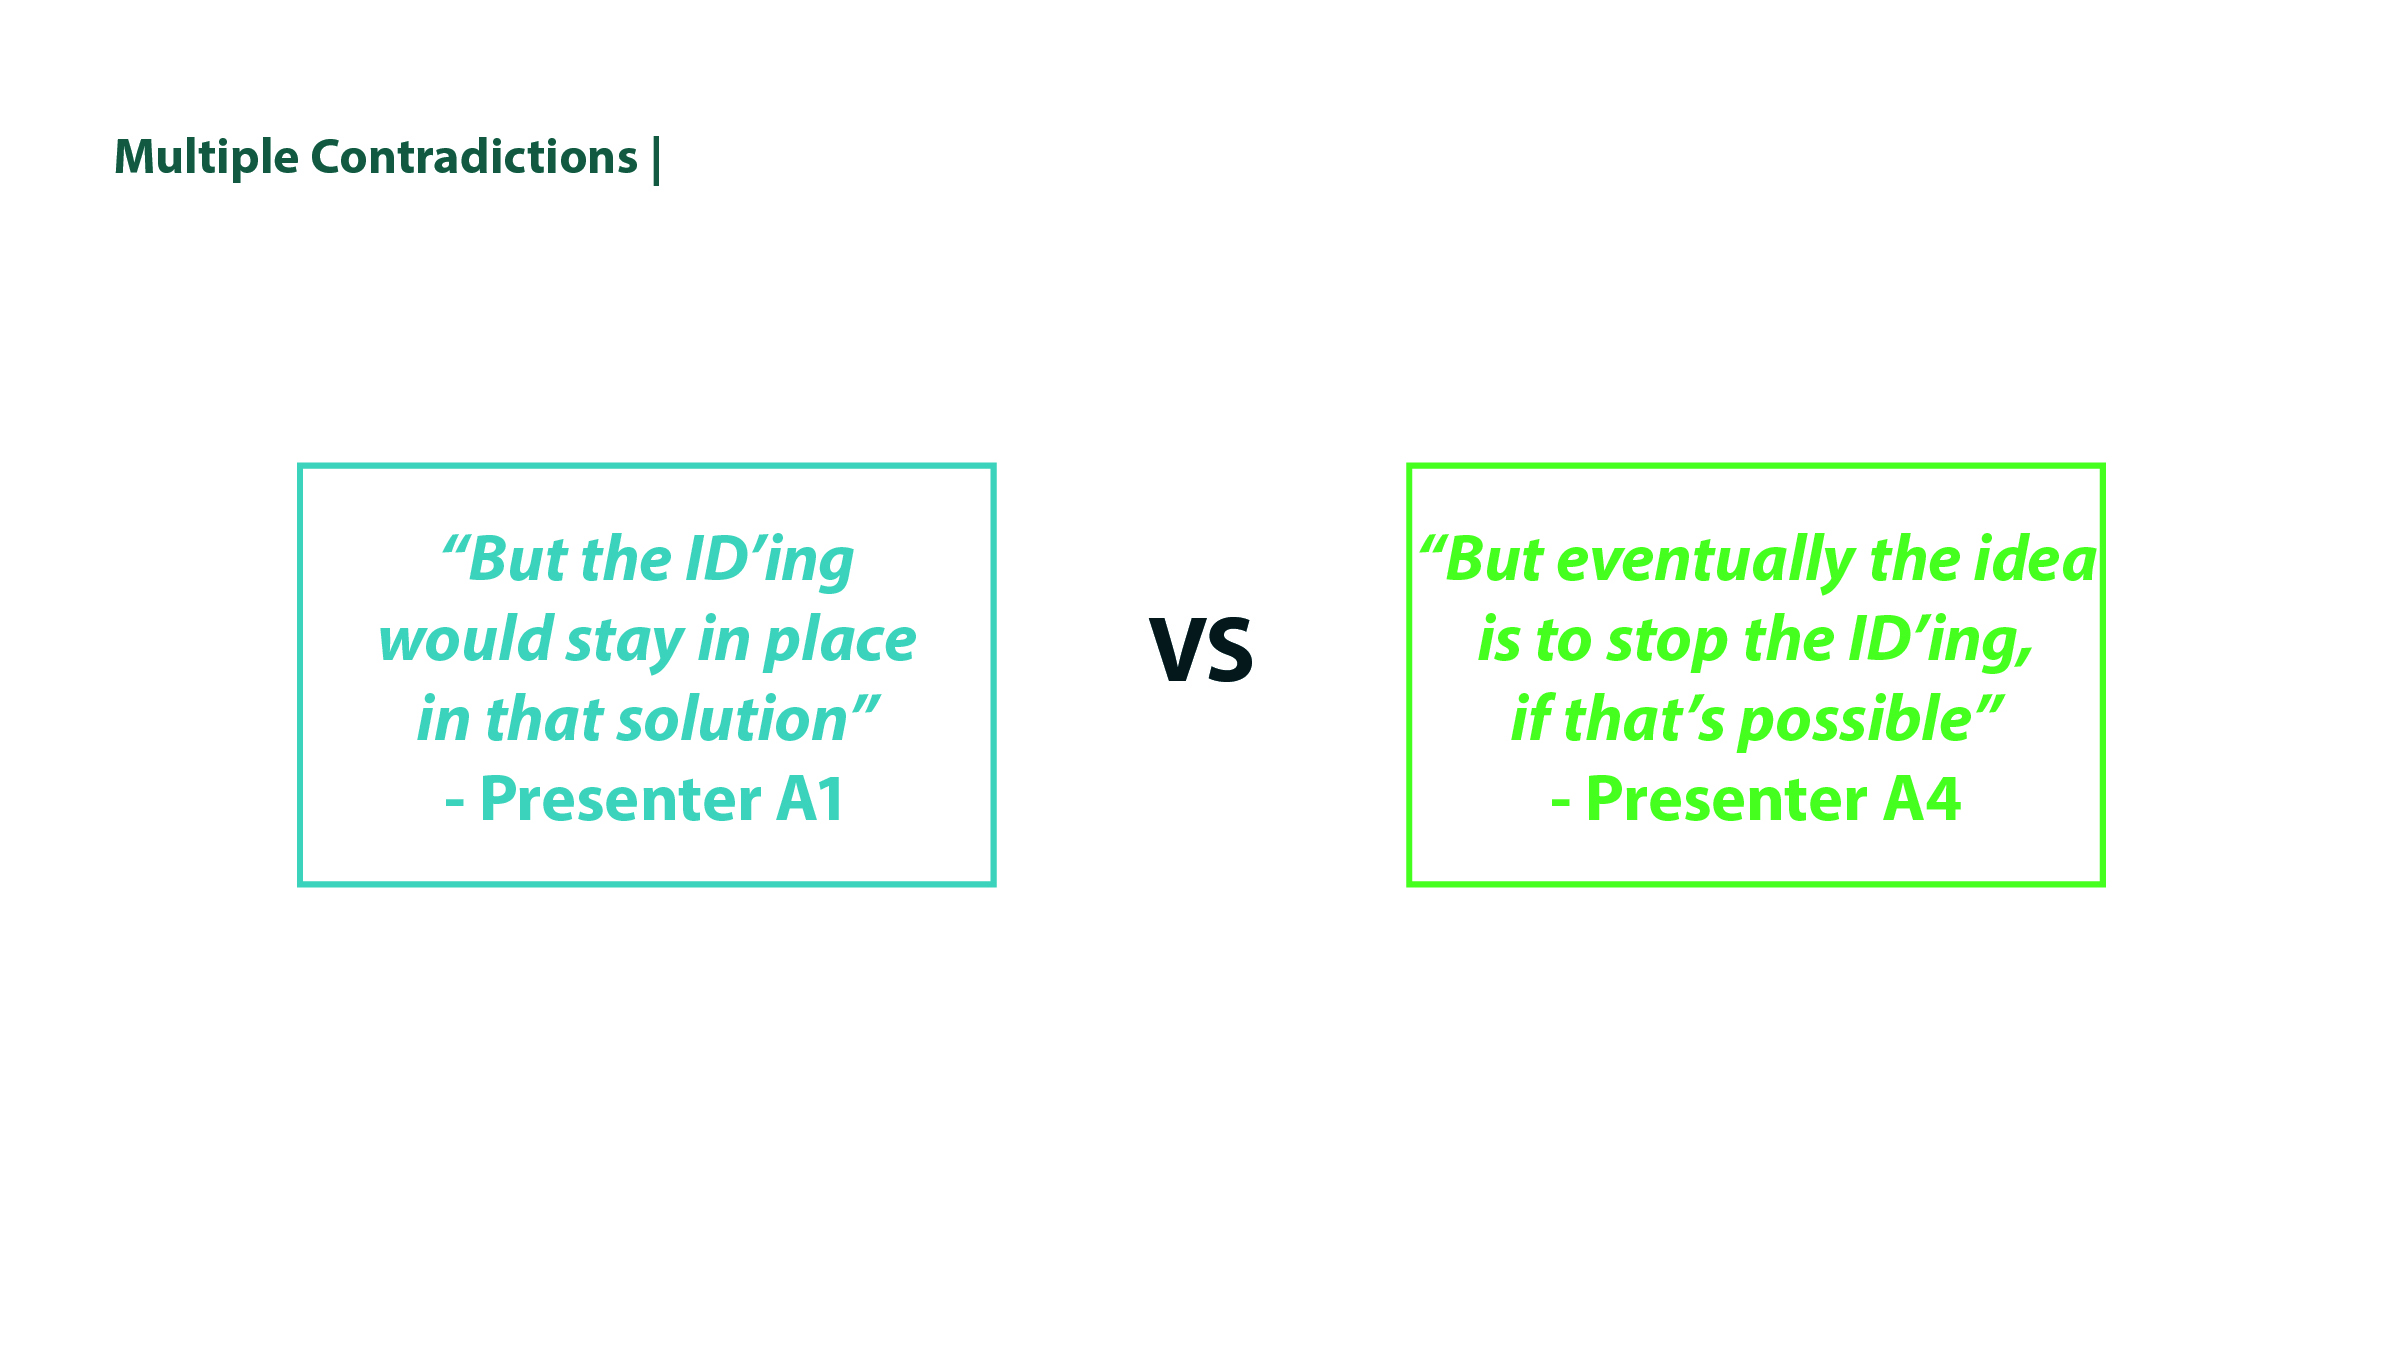 Multiple Contradictions |
“But the ID’ing
would stay in place
in that solution”
- Presenter A1
VS
“But eventually the idea
is to stop the ID’ing,
if that’s possible”
- Presenter A4